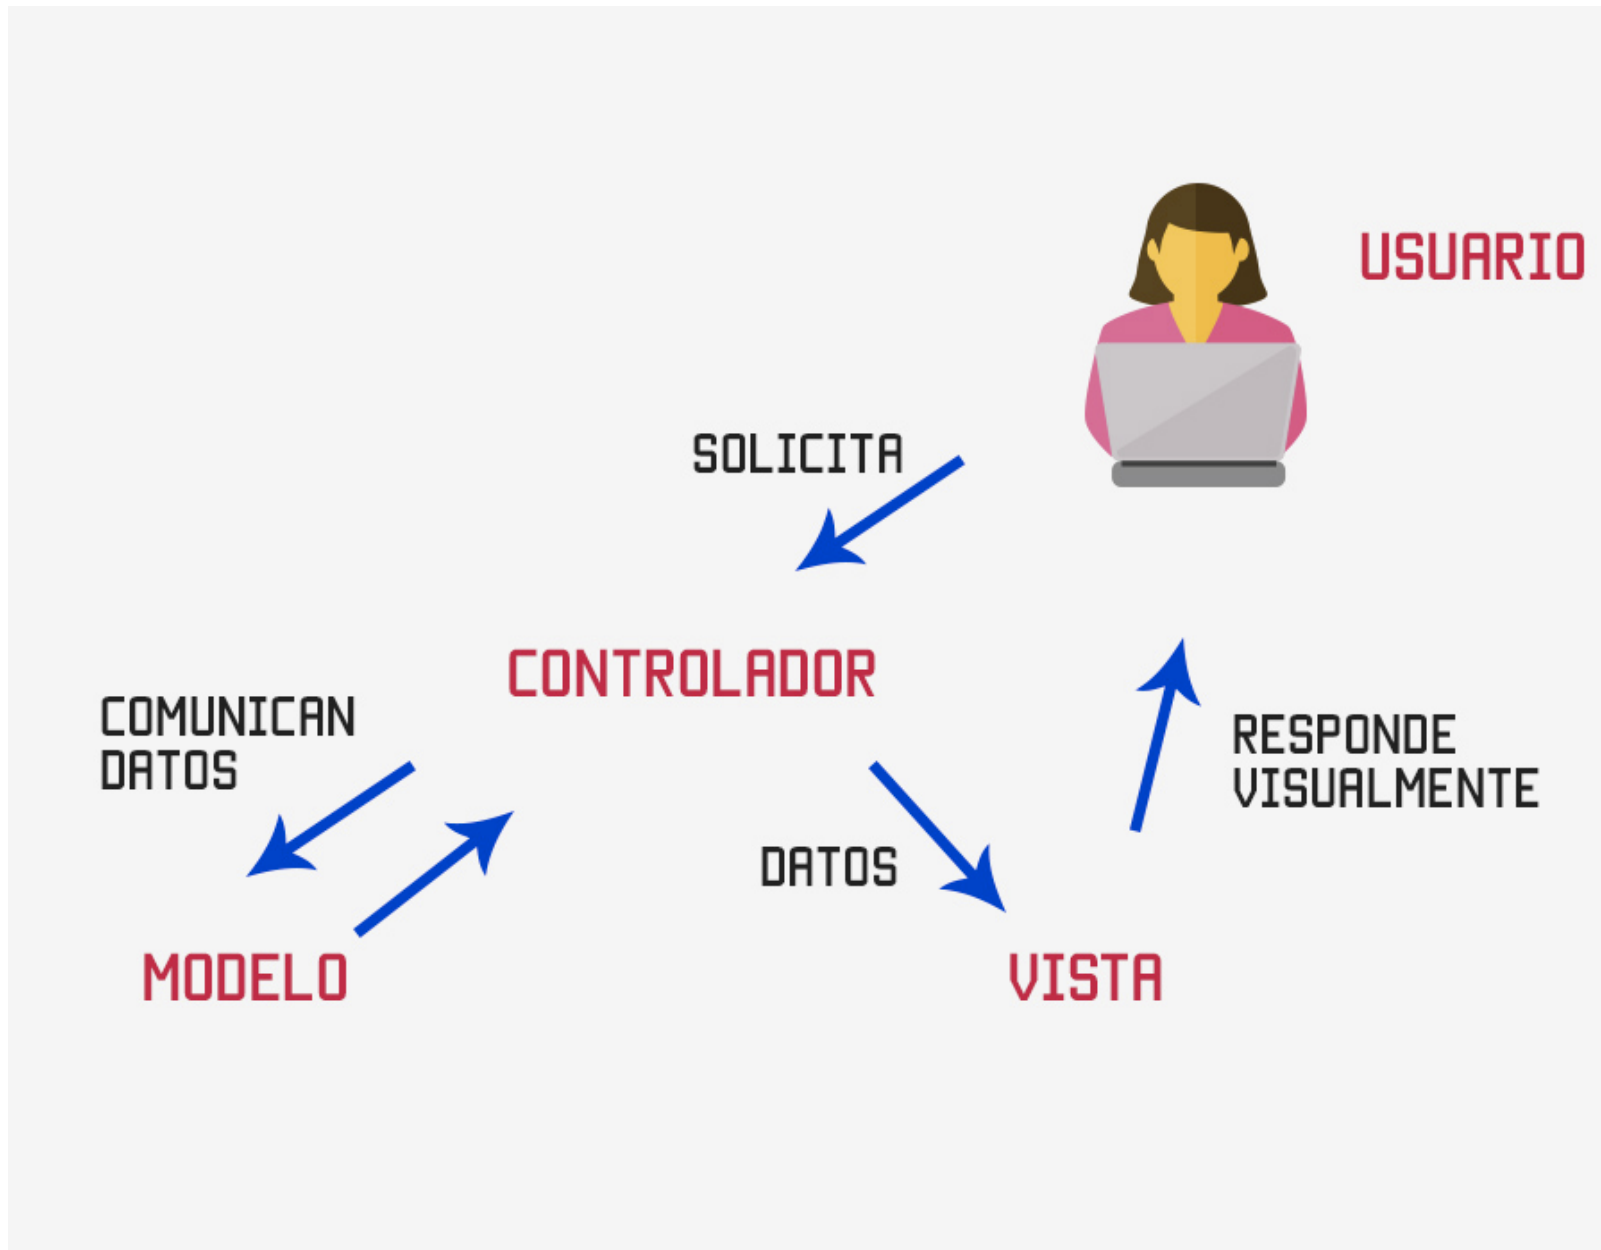 USUARIO
SOLICITA
CONTROLADOR
COMUNICAN
DATOS
RESPONDE
VISUALMENTE
DATOS
MODELO
VISTA